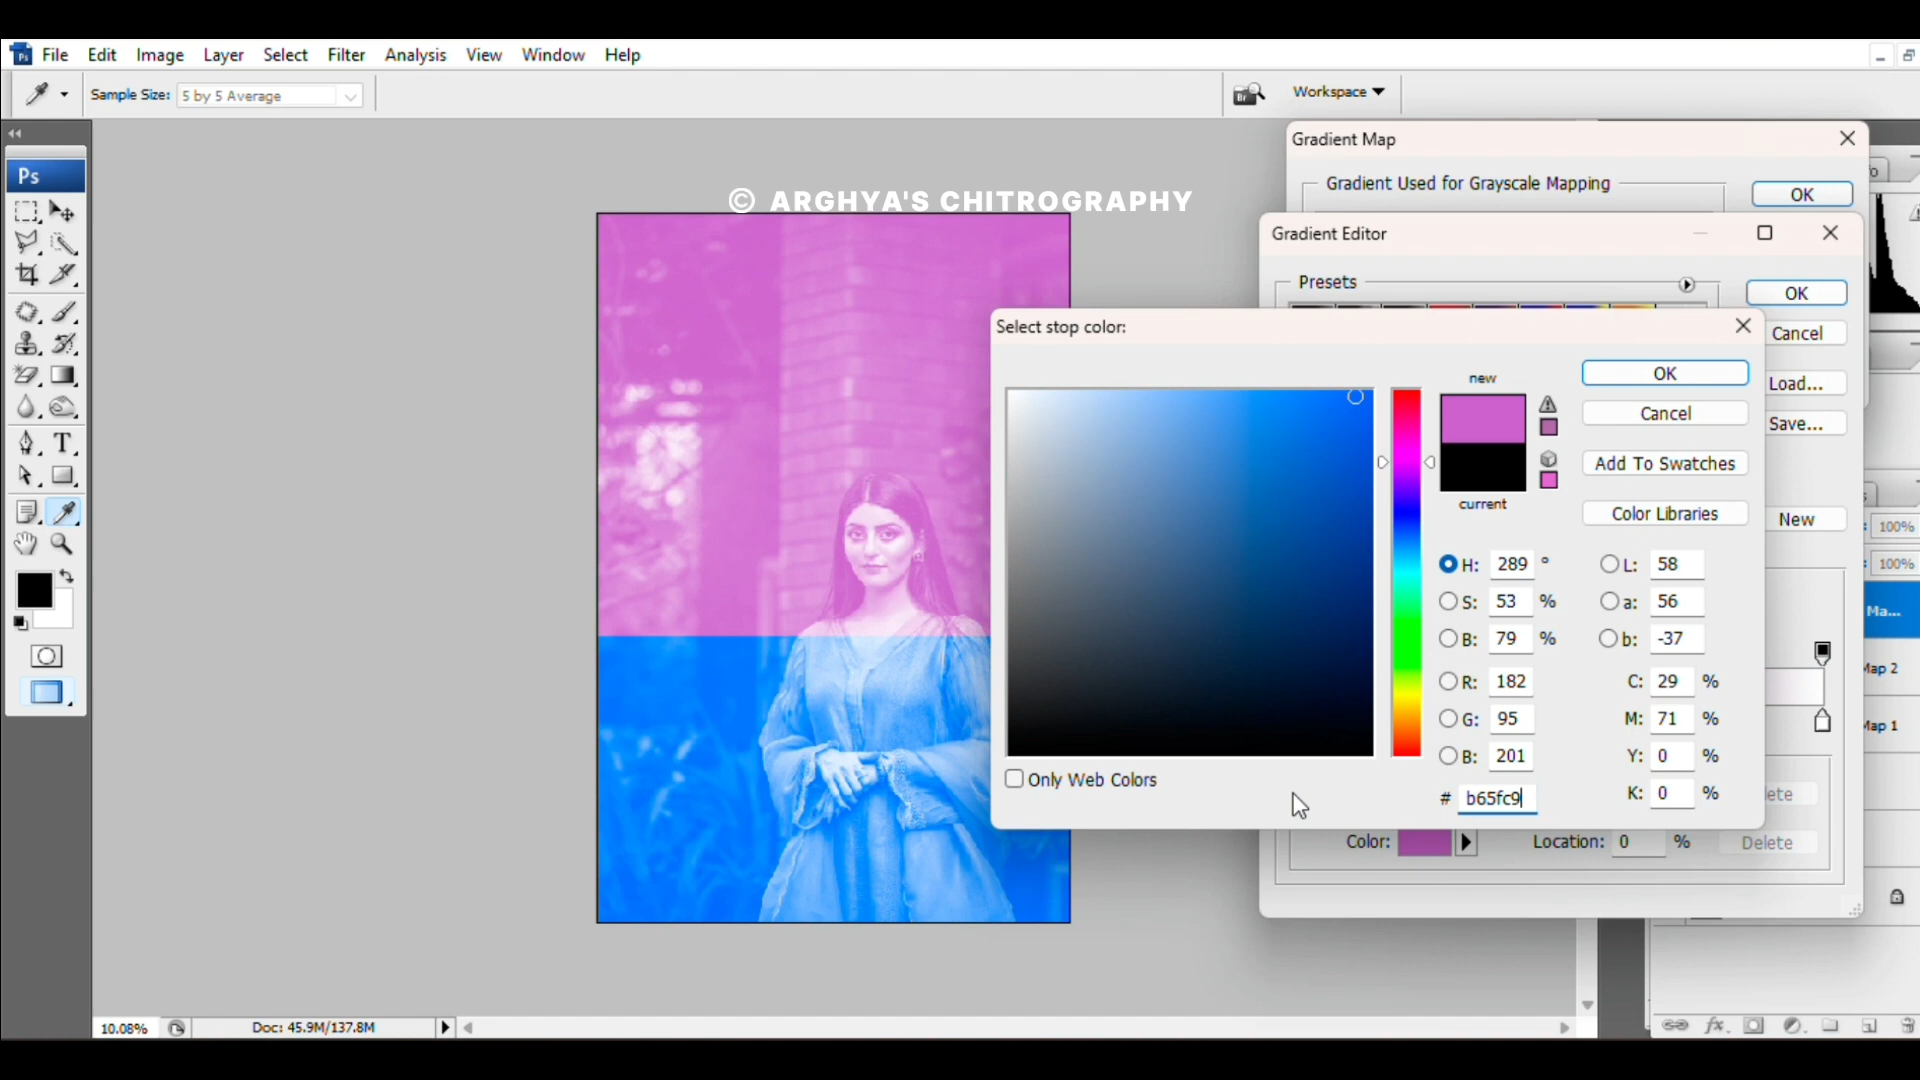 File Edit Image Layer Select Filter Analysis View Window Help
Sample Size: 5 by 5 Average
Workspace
Ps
© ARGHYA'S CHITROGRAPHY
Gradient Map
Gradient Used for Grayscale Mapping
OK
Gradient Editor
Presets
OK
Cancel
Load...
Save...
New
Select stop color:
new
current
OK
Cancel
Add To Swatches
Color Libraries
H: 289 °
S: 53 %
B: 79 %
R: 182
G: 95
B: 201
# b65fc9
L: 58
a: 56
b: -37
C: 29 %
M: 71 %
Y: 0 %
K: 0 %
Only Web Colors
Color:
Location: 0 %
Delete
100%
100%
Ma...
Map 2
Map 1
10.08%
Doc: 45.9M/137.8M